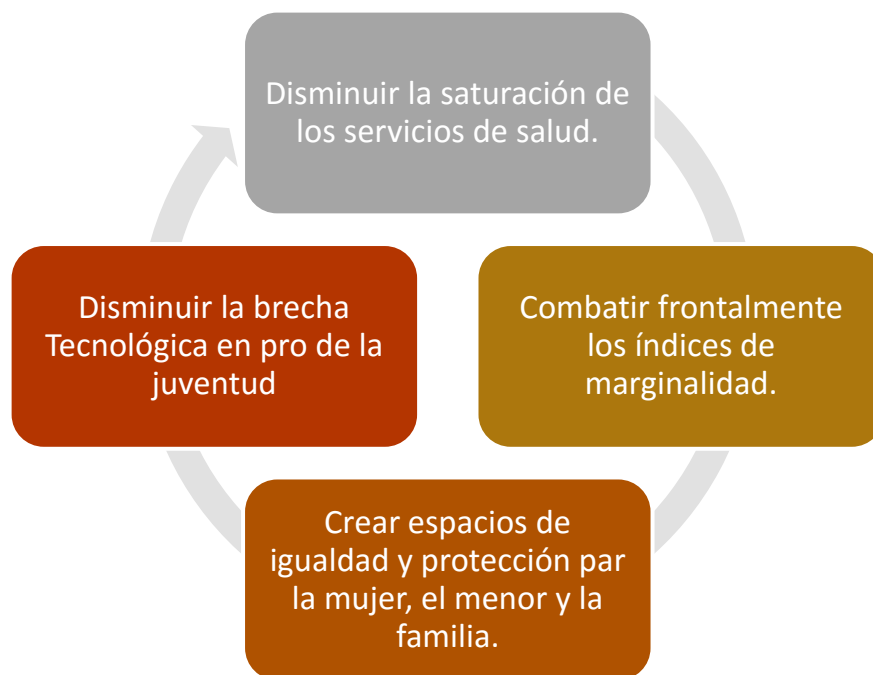 Disminuir la saturación de
los servicios de salud.
Combatir frontalmente
los índices de
marginalidad.
Crear espacios de
igualdad y protección par
la mujer, el menor y la
familia.
Disminuir la brecha
Tecnológica en pro de la
juventud